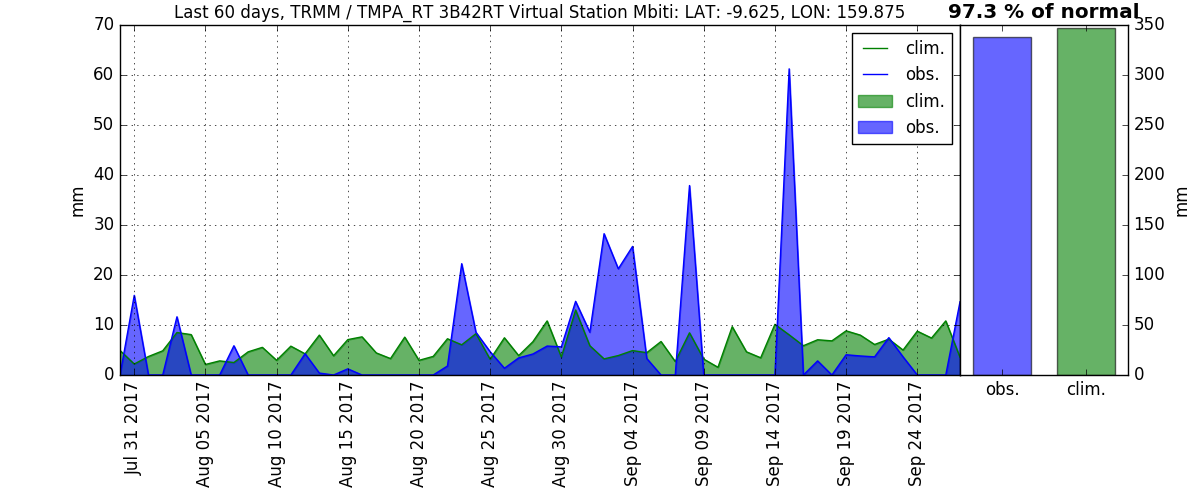 Last 60 days, TRMM / TMPA_RT 3B42RT Virtual Station Mbiti: LAT: -9.625, LON: 159.875
97.3 % of normal
70
60
50
40
30
20
10
0
mm
clim.
obs.
clim.
obs.
Jul 31 2017
Aug 05 2017
Aug 10 2017
Aug 15 2017
Aug 20 2017
Aug 25 2017
Aug 30 2017
Sep 04 2017
Sep 09 2017
Sep 14 2017
Sep 19 2017
Sep 24 2017
350
300
250
200
150
100
50
0
mm
obs.
clim.